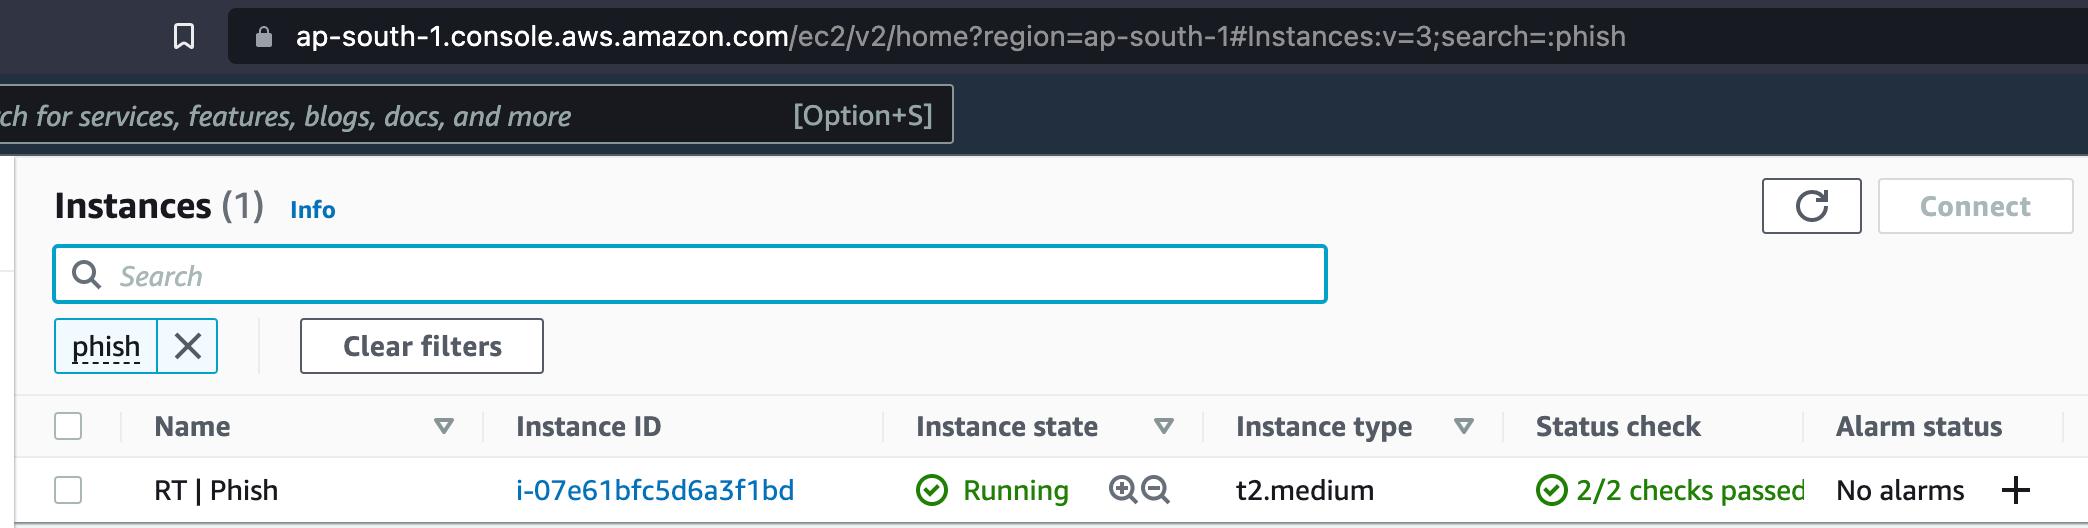 ap-south-1.console.aws.amazon.com/ec2/v2/home?region=ap-south-1#Instances:v=3;search=:phish
ch for services, features, blogs, docs, and more [Option+S]
Instances (1) Info
Connect
Search
phish
Clear filters
Name Instance ID Instance state Instance type Status check Alarm status
RT | Phish i-07e61bfc5d6a3f1bd Running t2.medium 2/2 checks passed No alarms